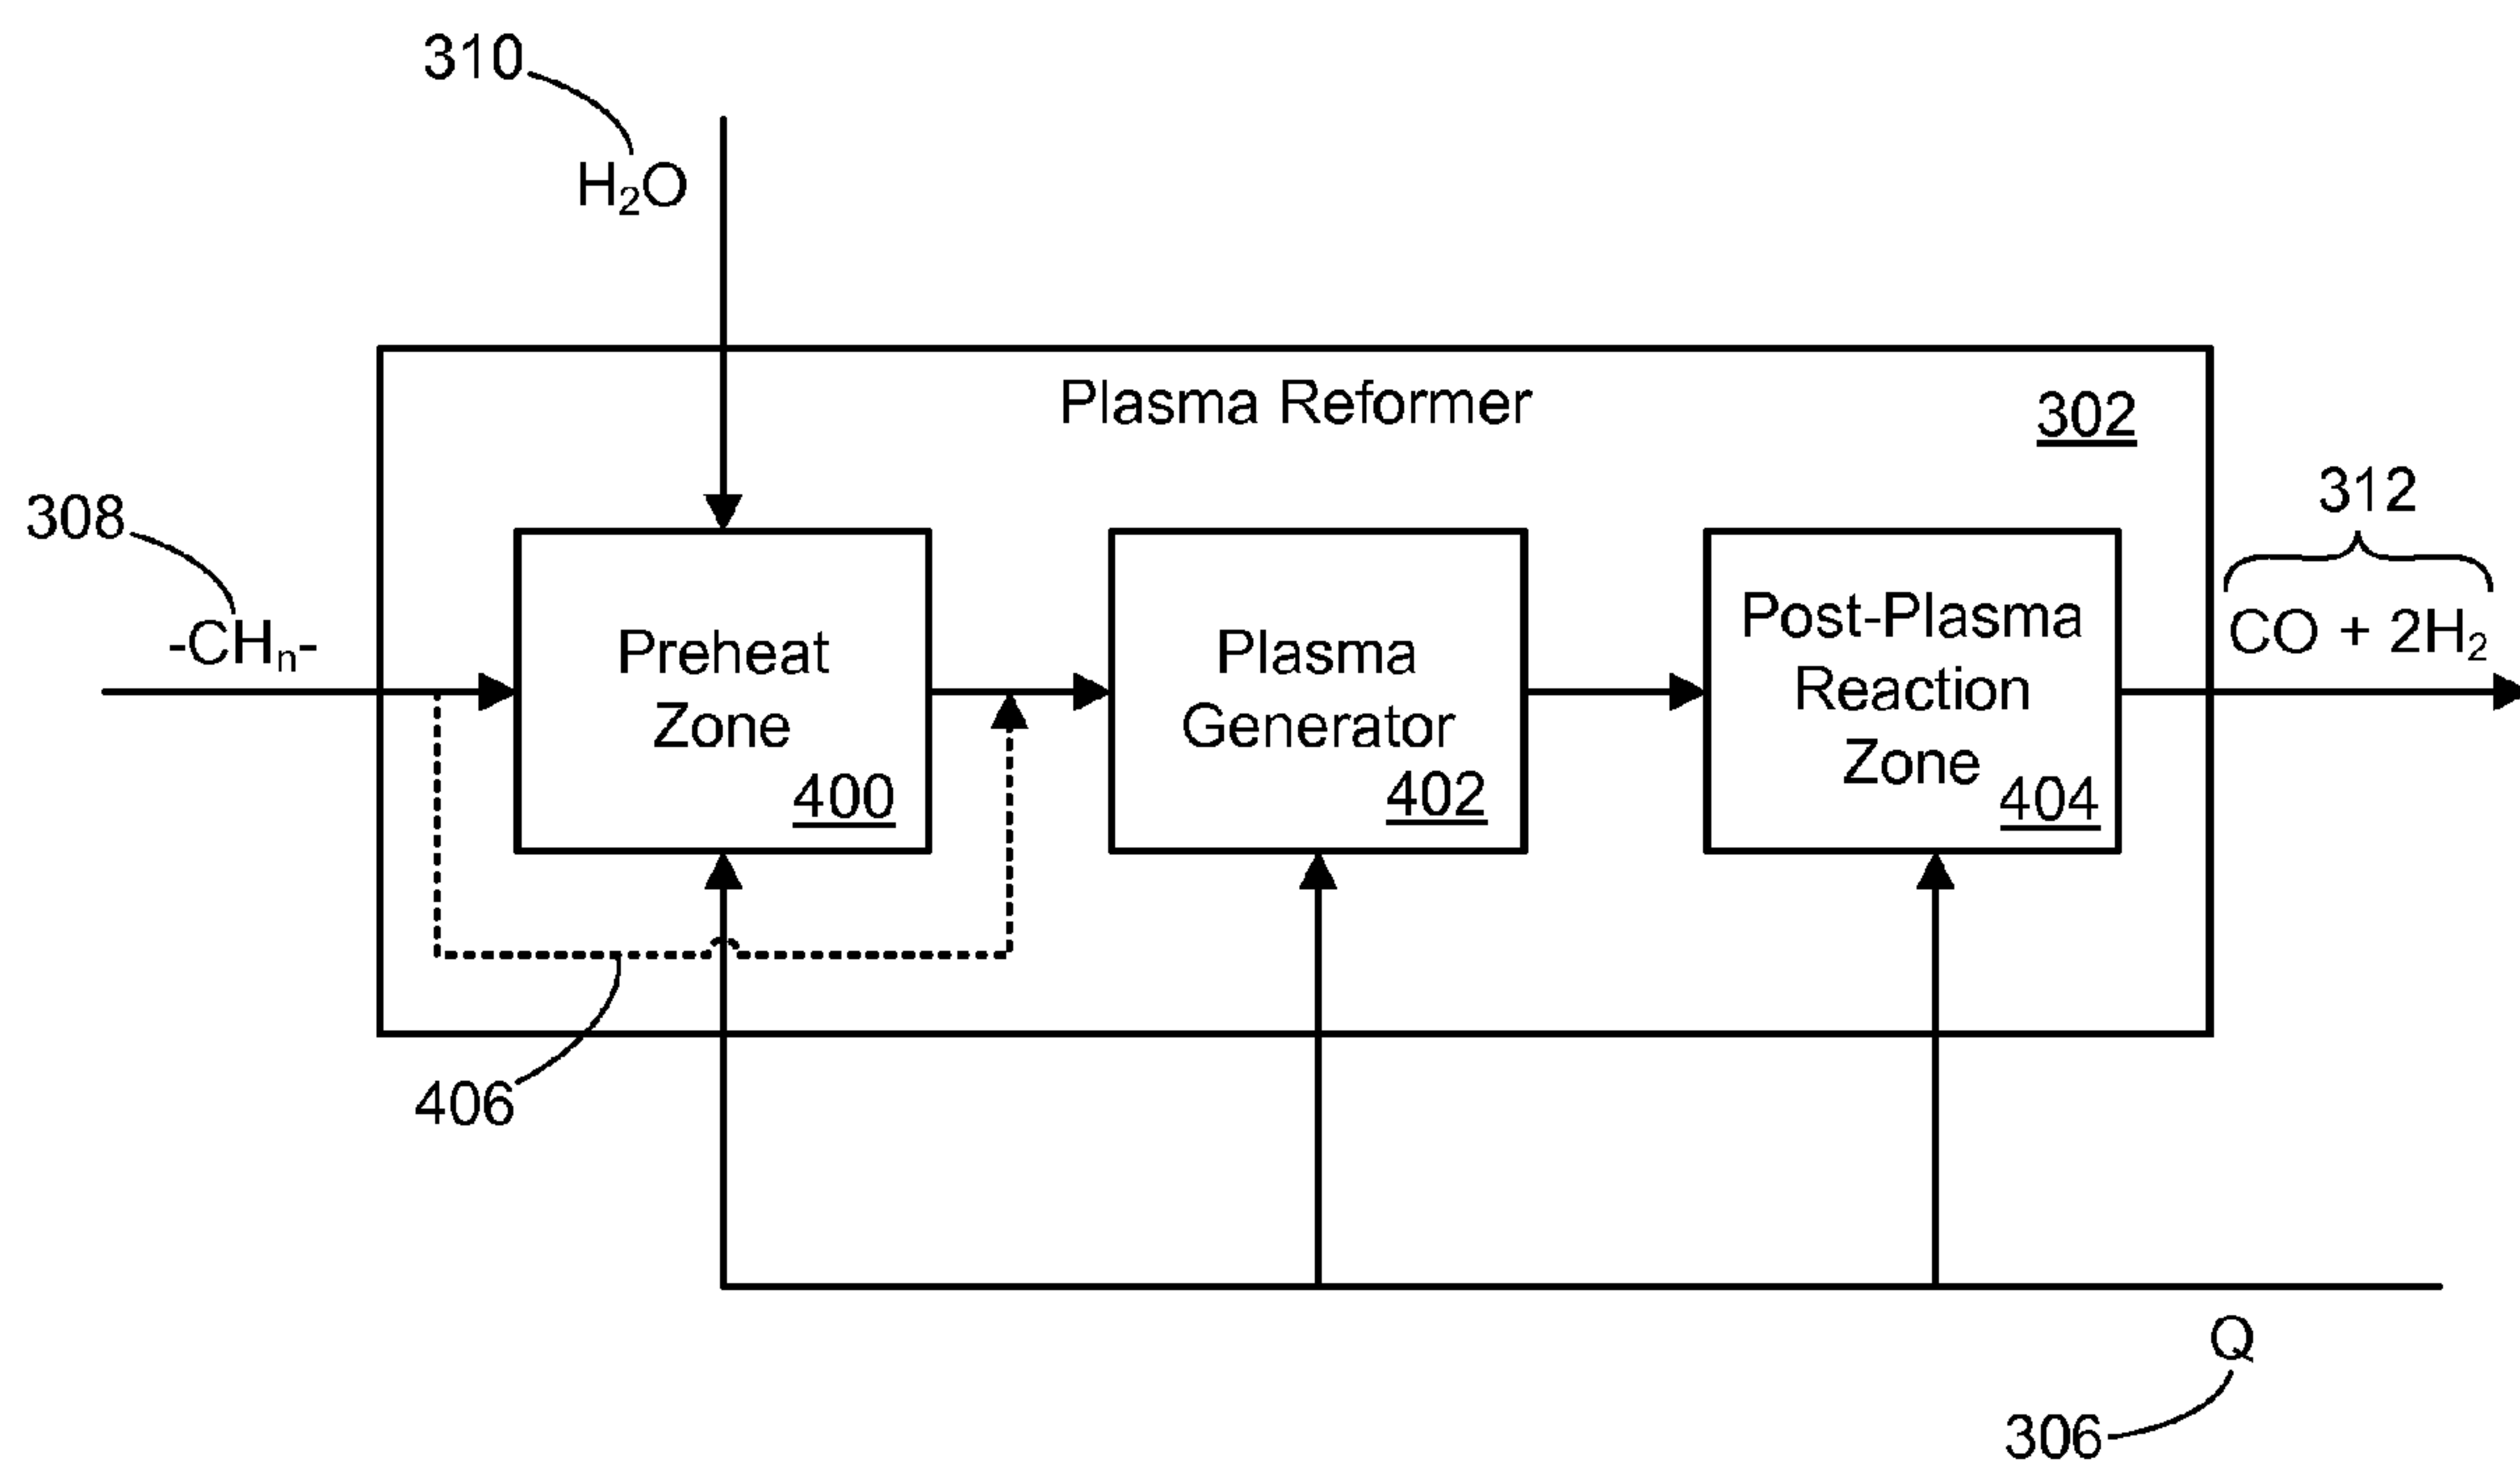 310
H₂O
Plasma Reformer
302
308
-CHₙ-
312
CO + 2H₂
Preheat
Zone
400
Plasma
Generator
402
Post-Plasma
Reaction
Zone
404
406
Q
306